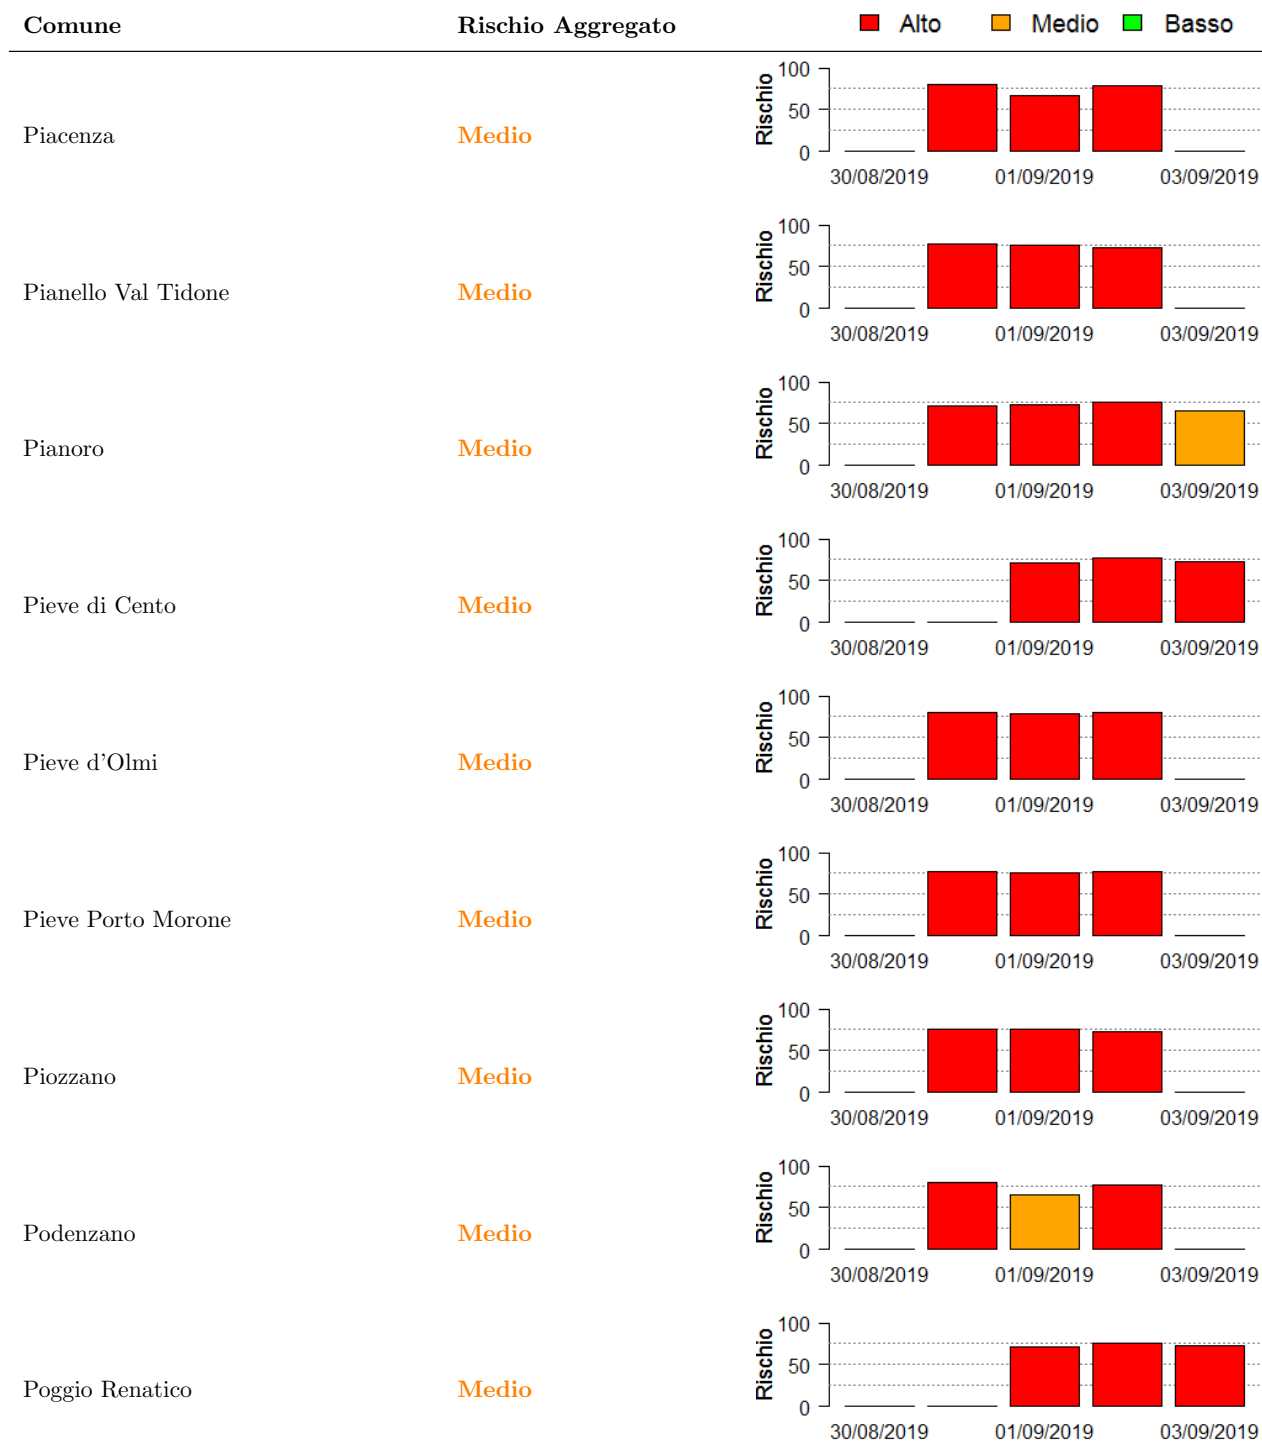 Comune Rischio Aggregato Alto Medio Basso
Piacenza Medio
Rischio
100
50
0
30/08/2019 01/09/2019 03/09/2019
Pianello Val Tidone Medio
Rischio
100
50
0
30/08/2019 01/09/2019 03/09/2019
Pianoro Medio
Rischio
100
50
0
30/08/2019 01/09/2019 03/09/2019
Pieve di Cento Medio
Rischio
100
50
0
30/08/2019 01/09/2019 03/09/2019
Pieve d'Olmi Medio
Rischio
100
50
0
30/08/2019 01/09/2019 03/09/2019
Pieve Porto Morone Medio
Rischio
100
50
0
30/08/2019 01/09/2019 03/09/2019
Piozzano Medio
Rischio
100
50
0
30/08/2019 01/09/2019 03/09/2019
Podenzano Medio
Rischio
100
50
0
30/08/2019 01/09/2019 03/09/2019
Poggio Renatico Medio
Rischio
100
50
0
30/08/2019 01/09/2019 03/09/2019